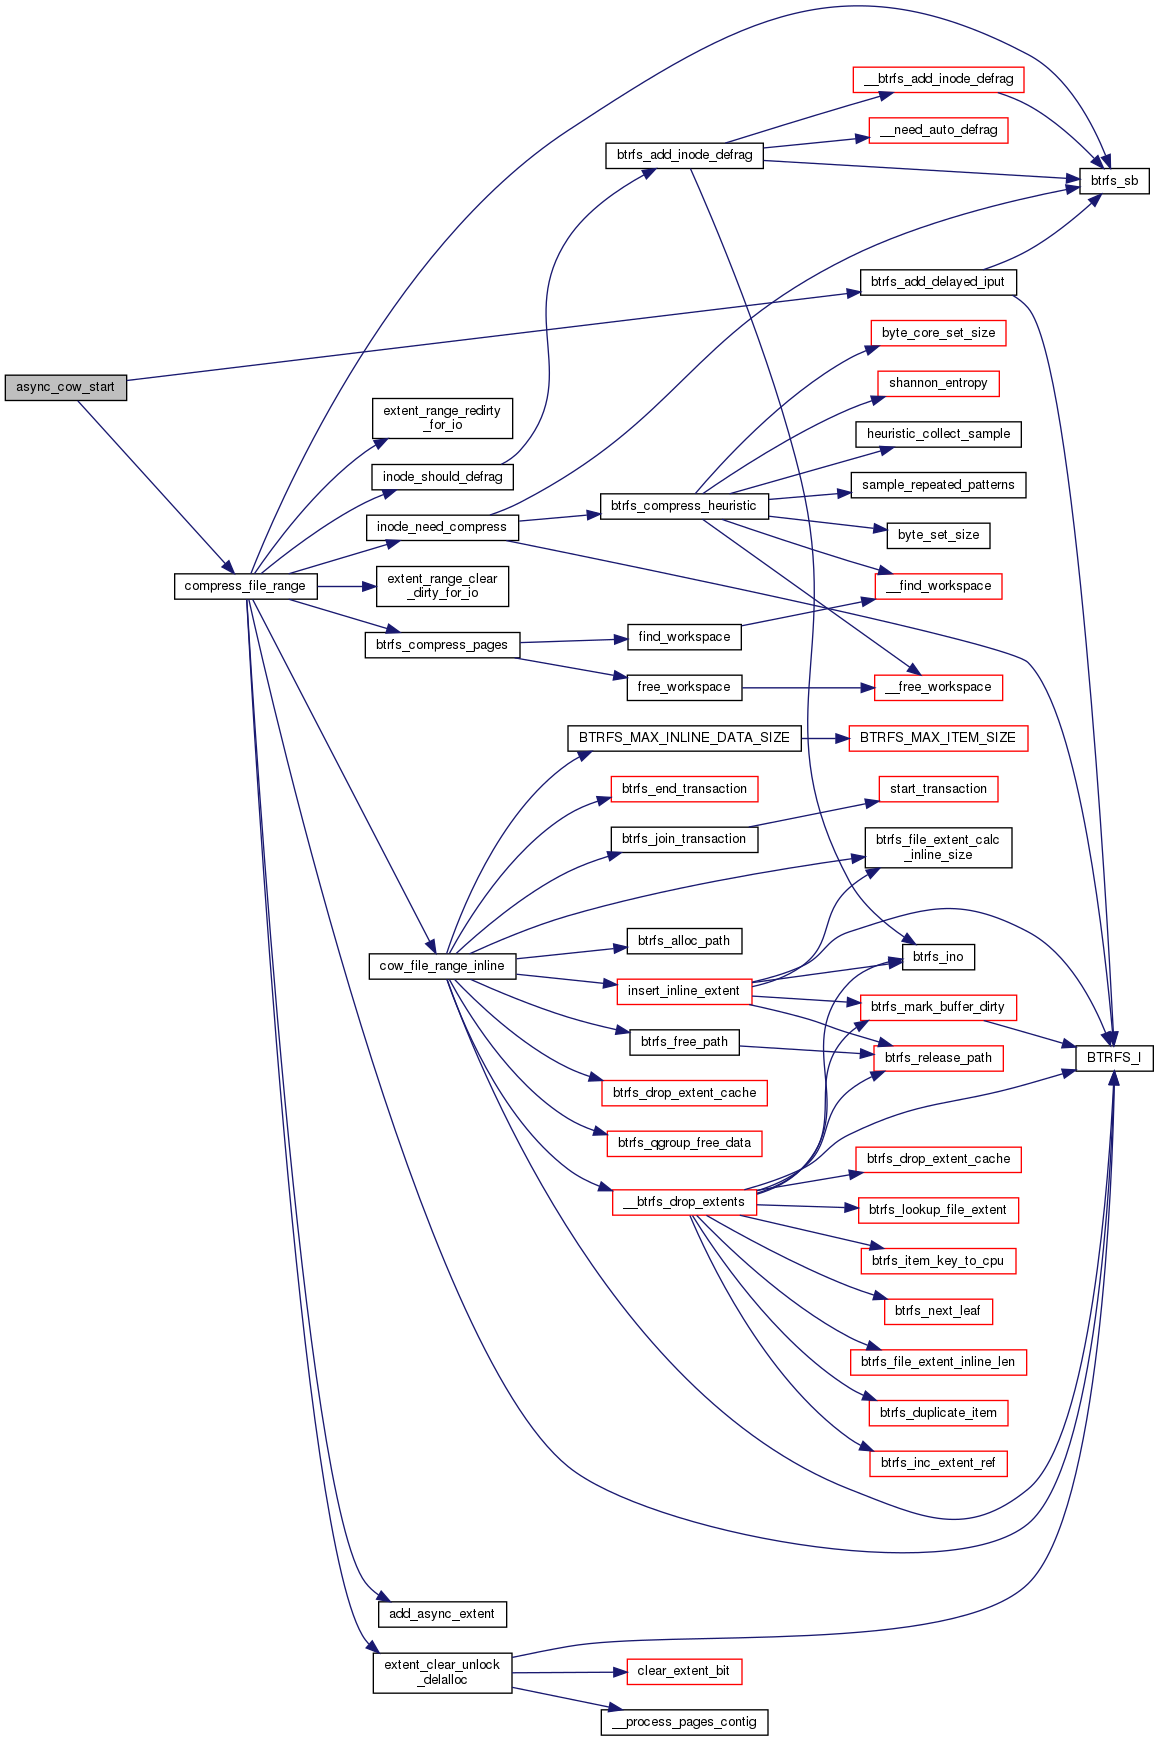 __btrfs_add_inode_defrag
__need_auto_defrag
btrfs_add_inode_defrag
btrfs_sb
btrfs_add_delayed_iput
byte_core_set_size
async_cow_start
shannon_entropy
extent_range_redirty
_for_io
heuristic_collect_sample
inode_should_defrag
sample_repeated_patterns
btrfs_compress_heuristic
inode_need_compress
byte_set_size
compress_file_range
extent_range_clear
_dirty_for_io
__find_workspace
btrfs_compress_pages
find_workspace
free_workspace
__free_workspace
BTRFS_MAX_INLINE_DATA_SIZE
BTRFS_MAX_ITEM_SIZE
btrfs_end_transaction
start_transaction
btrfs_join_transaction
btrfs_file_extent_calc
_inline_size
btrfs_alloc_path
btrfs_ino
cow_file_range_inline
insert_inline_extent
btrfs_mark_buffer_dirty
btrfs_free_path
btrfs_release_path
BTRFS_I
btrfs_drop_extent_cache
btrfs_qgroup_free_data
btrfs_drop_extent_cache
__btrfs_drop_extents
btrfs_lookup_file_extent
btrfs_item_key_to_cpu
btrfs_next_leaf
btrfs_file_extent_inline_len
btrfs_duplicate_item
btrfs_inc_extent_ref
add_async_extent
extent_clear_unlock
_delalloc
clear_extent_bit
__process_pages_contig